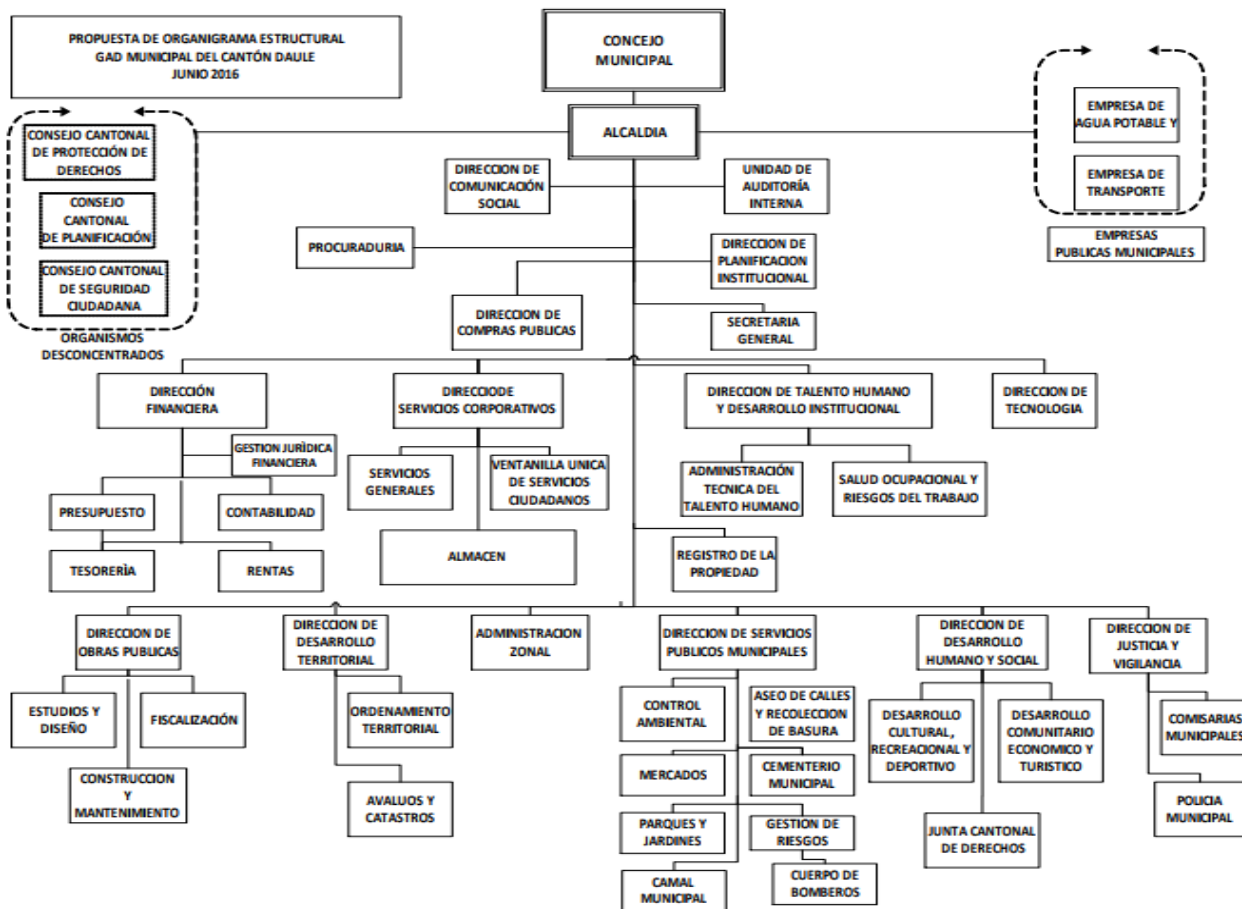 PROPUESTA DE ORGANIGRAMA ESTRUCTURAL
GAD MUNICIPAL DEL CANTÓN DAULE
JUNIO 2016
CONCEJO
MUNICIPAL
ALCALDIA
CONSEJO CANTONAL
DE PROTECCIÓN DE
DERECHOS
CONSEJO
CANTONAL
DE PLANIFICACIÓN
CONSEJO CANTONAL
DE SEGURIDAD
CIUDADANA
ORGANISMOS
DESCONCENTRADOS
EMPRESA DE
AGUA POTABLE Y
EMPRESA DE
TRANSPORTE
EMPRESAS
PUBLICAS MUNICIPALES
DIRECCION DE
COMUNICACIÓN
SOCIAL
UNIDAD DE
AUDITORÍA
INTERNA
PROCURADURIA
DIRECCION DE
PLANIFICACION
INSTITUCIONAL
DIRECCION DE
COMPRAS PUBLICAS
SECRETARIA
GENERAL
DIRECCIÓN
FINANCIERA
DIRECCIODE
SERVICIOS CORPORATIVOS
DIRECCION DE TALENTO HUMANO
Y DESARROLLO INSTITUCIONAL
DIRECCION DE
TECNOLOGIA
GESTION JURÌDICA
FINANCIERA
PRESUPUESTO
CONTABILIDAD
TESORERÌA
RENTAS
SERVICIOS
GENERALES
VENTANILLA UNICA
DE SERVICIOS
CIUDADANOS
ALMACEN
ADMINISTRACIÓN
TECNICA DEL
TALENTO HUMANO
SALUD OCUPACIONAL Y
RIESGOS DEL TRABAJO
REGISTRO DE LA
PROPIEDAD
DIRECCION DE
OBRAS PUBLICAS
DIRECCION DE
DESARROLLO
TERRITORIAL
ADMINISTRACION
ZONAL
DIRECCION DE SERVICIOS
PUBLICOS MUNICIPALES
DIRECCION DE
DESARROLLO
HUMANO Y SOCIAL
DIRECCION DE
JUSTICIA Y
VIGILANCIA
ESTUDIOS Y
DISEÑO
FISCALIZACIÓN
CONSTRUCCION
Y
MANTENIMIENTO
ORDENAMIENTO
TERRITORIAL
AVALUOS Y
CATASTROS
CONTROL
AMBIENTAL
ASEO DE CALLES
Y RECOLECCION
DE BASURA
MERCADOS
CEMENTERIO
MUNICIPAL
PARQUES Y
JARDINES
GESTION DE
RIESGOS
CAMAL
MUNICIPAL
CUERPO DE
BOMBEROS
DESARROLLO
CULTURAL,
RECREACIONAL Y
DEPORTIVO
DESARROLLO
COMUNITARIO
ECONOMICO Y
TURISTICO
JUNTA CANTONAL
DE DERECHOS
COMISARIAS
MUNICIPALES
POLICIA
MUNICIPAL